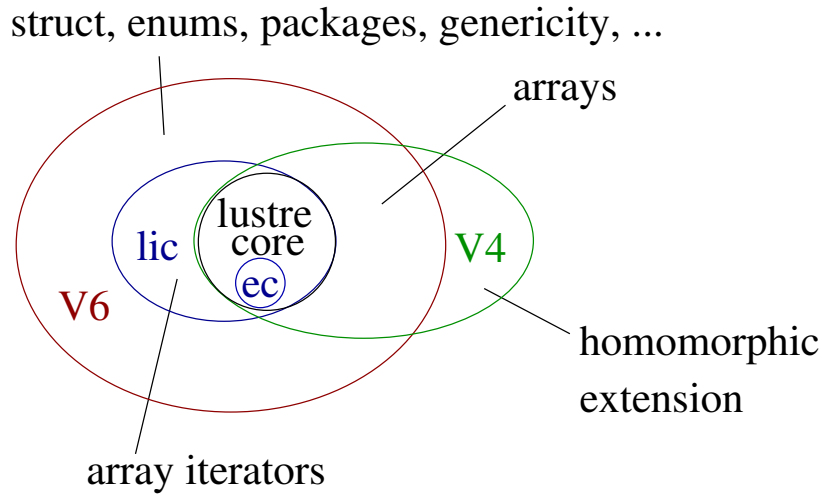 struct, enums, packages, genericity, ...
arrays
lustre
core
lic
V4
ec
V6
homomorphic
extension
array iterators